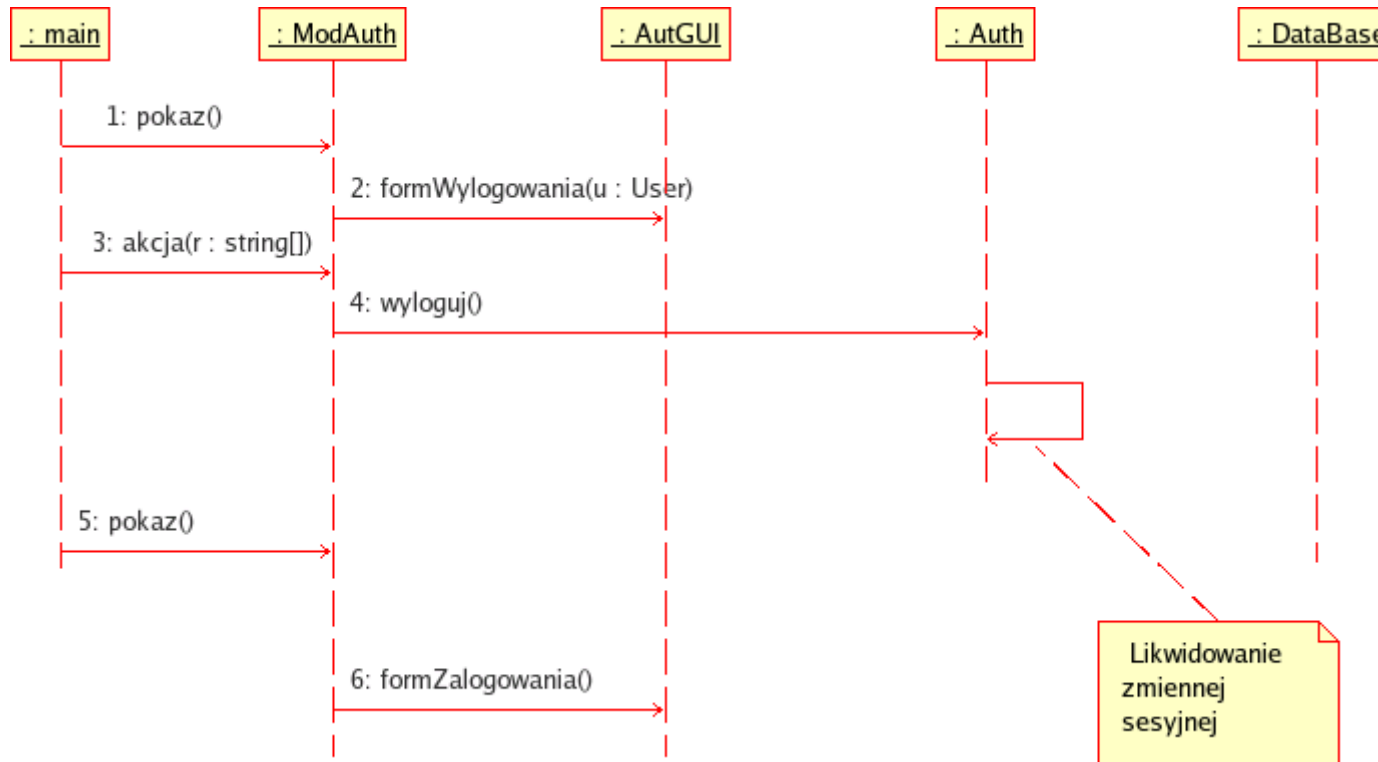 : main
: ModAuth
: AutGUI
: Auth
: DataBase
1: pokaz()
2: formWylogowania(u : User)
3: akcja(r : string[])
4: wyloguj()
5: pokaz()
Likwidowanie
zmiennej
sesyjnej
6: formZalogowania()